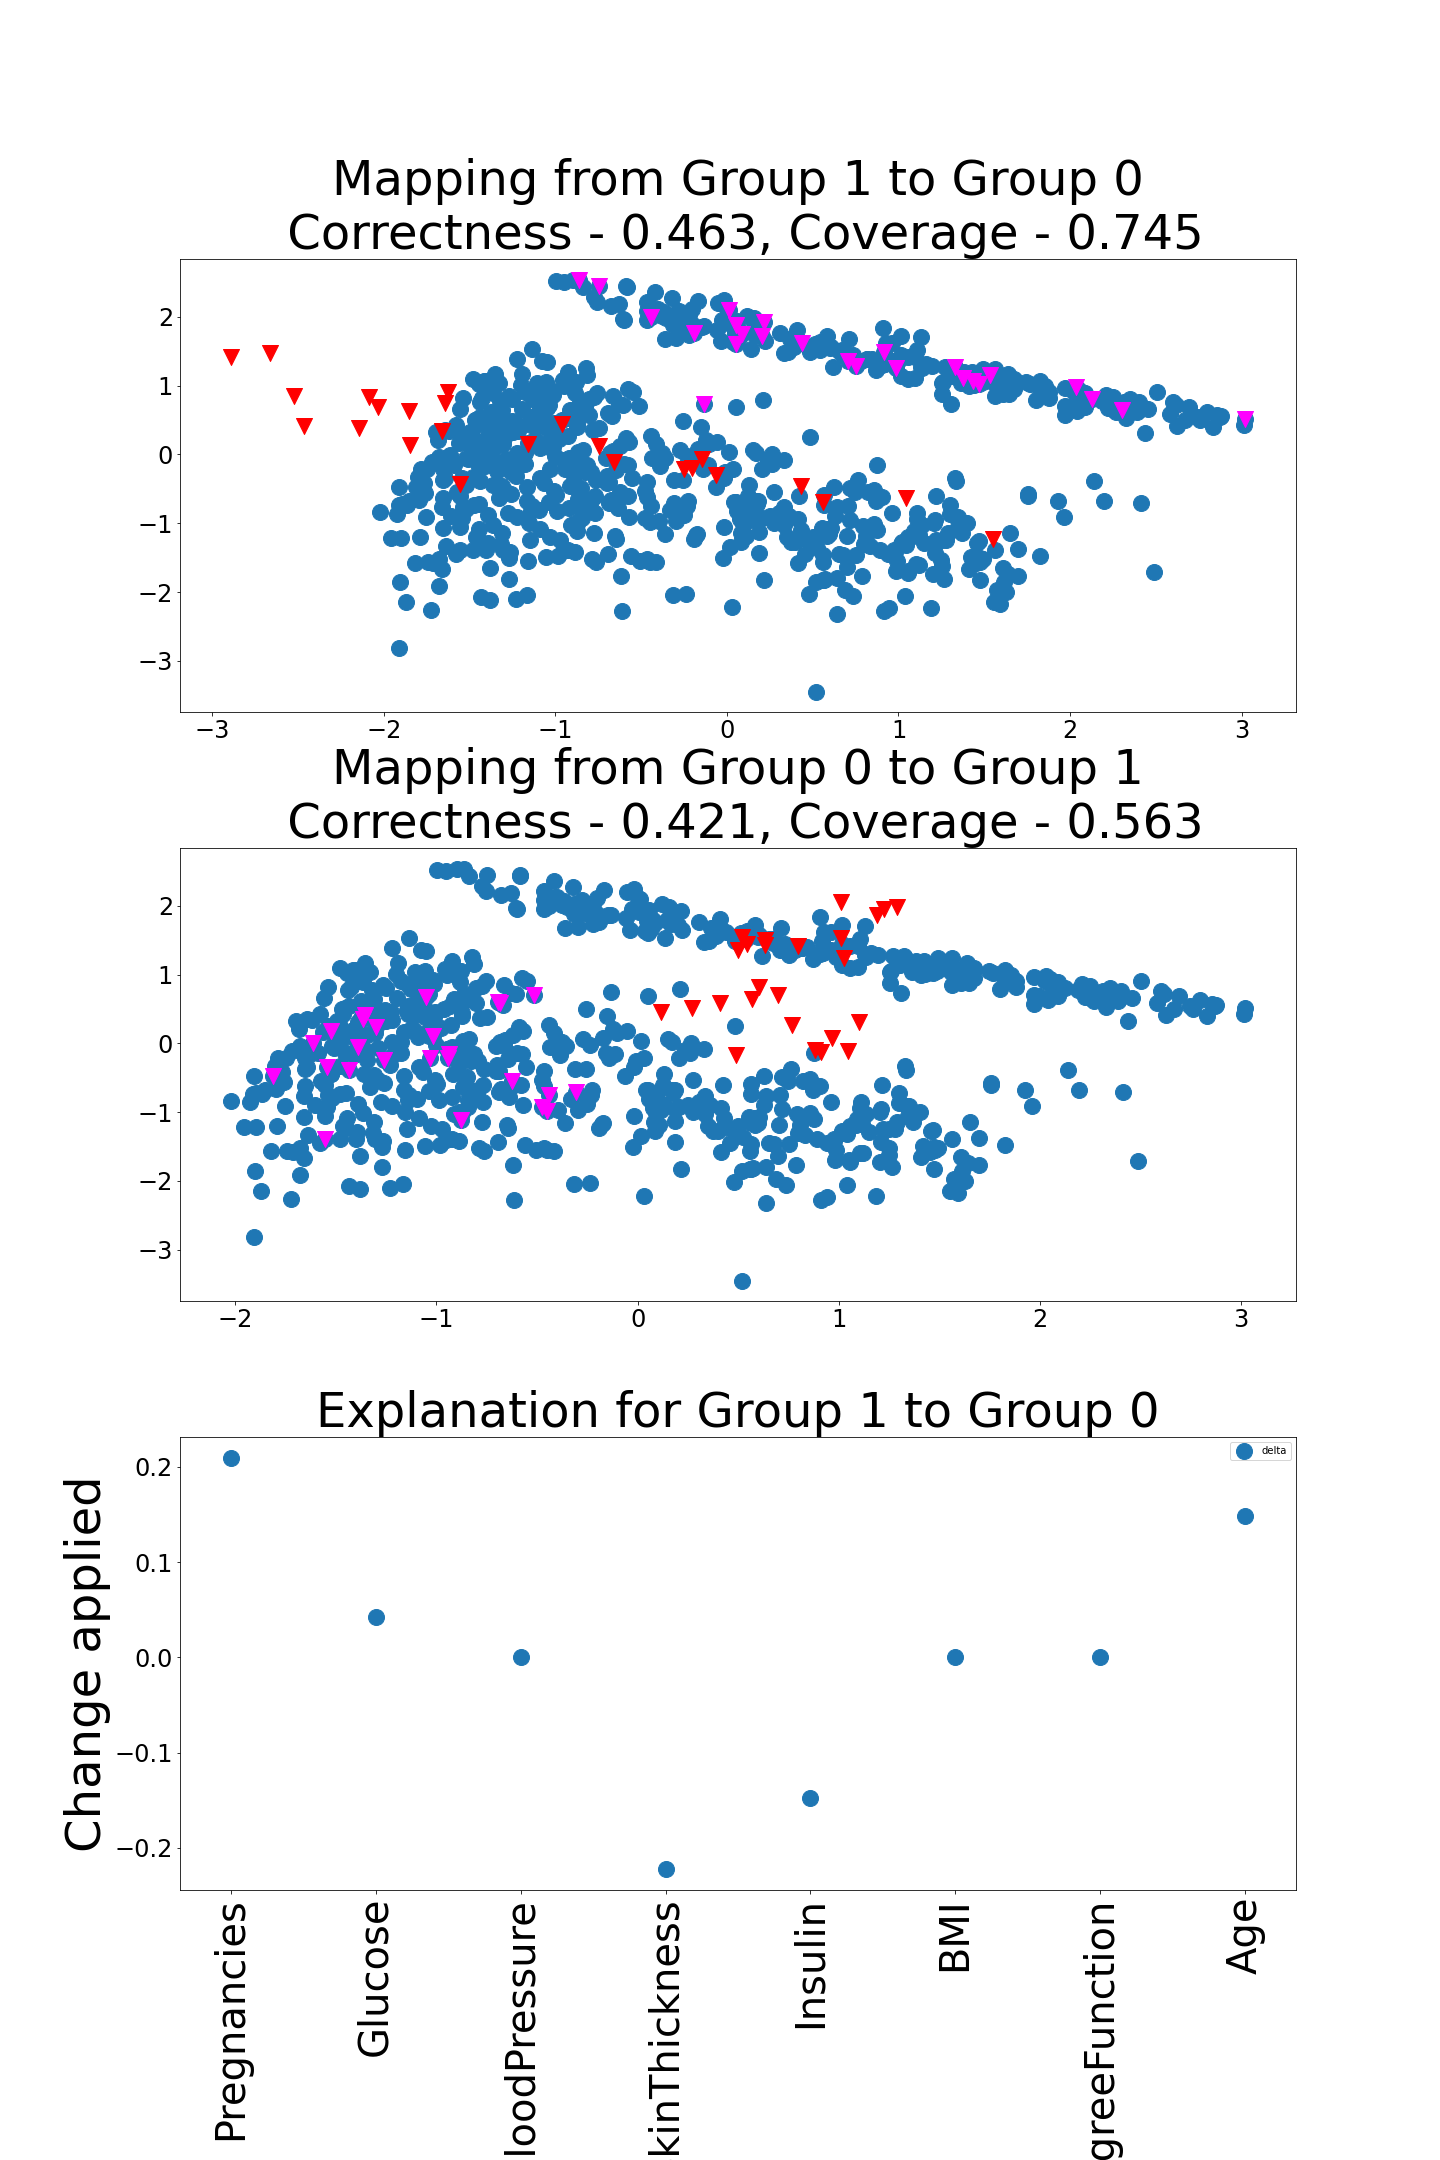 Mapping from Group 1 to Group 0
Correctness - 0.463, Coverage - 0.745
2
1
0
−1
−2
−3
−3 −2 −1 0 1 2 3
Mapping from Group 0 to Group 1
Correctness - 0.421, Coverage - 0.563
2
1
0
−1
−2
−3
−2 −1 0 1 2 3
Explanation for Group 1 to Group 0
delta
Change applied
0.2
0.1
0.0
−0.1
−0.2
Pregnancies
Glucose
loodPressure
kinThickness
Insulin
BMI
greeFunction
Age